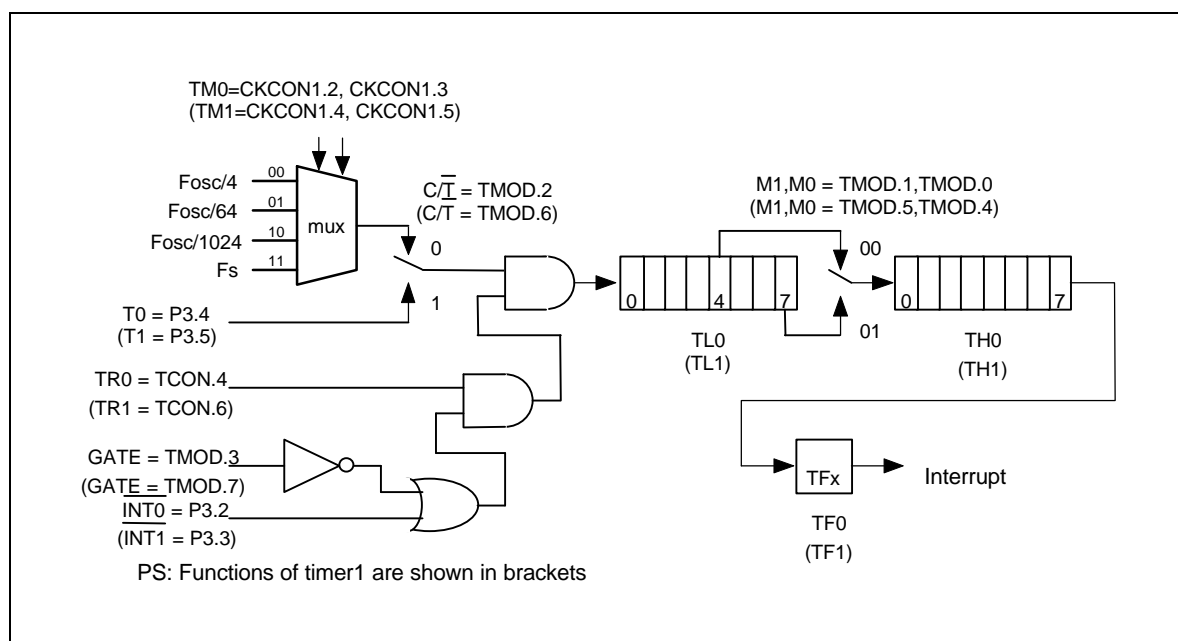 TM0=CKCON1.2, CKCON1.3
(TM1=CKCON1.4, CKCON1.5)
Fosc/4
00
Fosc/64
01
Fosc/1024
10
Fs
11
mux
C/T̅ = TMOD.2
(C/T̅ = TMOD.6)
0
1
T0 = P3.4
(T1 = P3.5)
M1,M0 = TMOD.1,TMOD.0
(M1,M0 = TMOD.5,TMOD.4)
0 4 7
TL0
(TL1)
00
01
0 7
TH0
(TH1)
TR0 = TCON.4
(TR1 = TCON.6)
GATE = TMOD.3
(GATE = TMOD.7)
I̅N̅T̅0̅ = P3.2
(I̅N̅T̅1̅ = P3.3)
TFx
Interrupt
TF0
(TF1)
PS: Functions of timer1 are shown in brackets